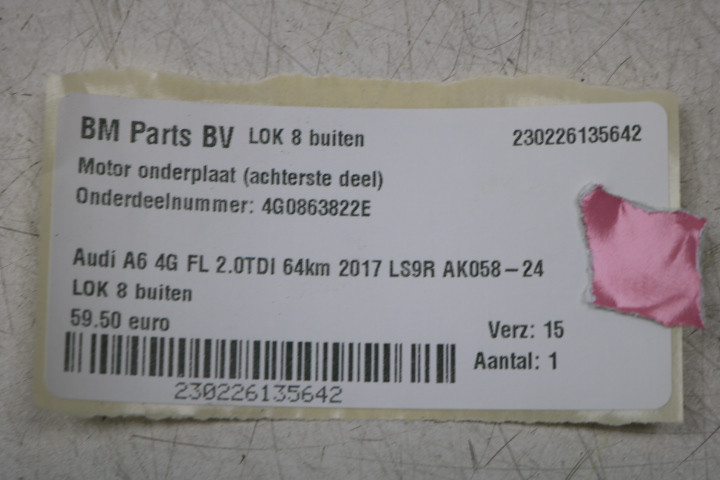 BM Parts BV LOK 8 buiten 230226135642
Motor onderplaat (achterste deel)
Onderdeelnummer: 4G0863822E
Audi A6 4G FL 2.0TDI 64km 2017 LS9R AK058-24
LOK 8 buiten
59.50 euro
Verz: 15
Aantal: 1
230226135642